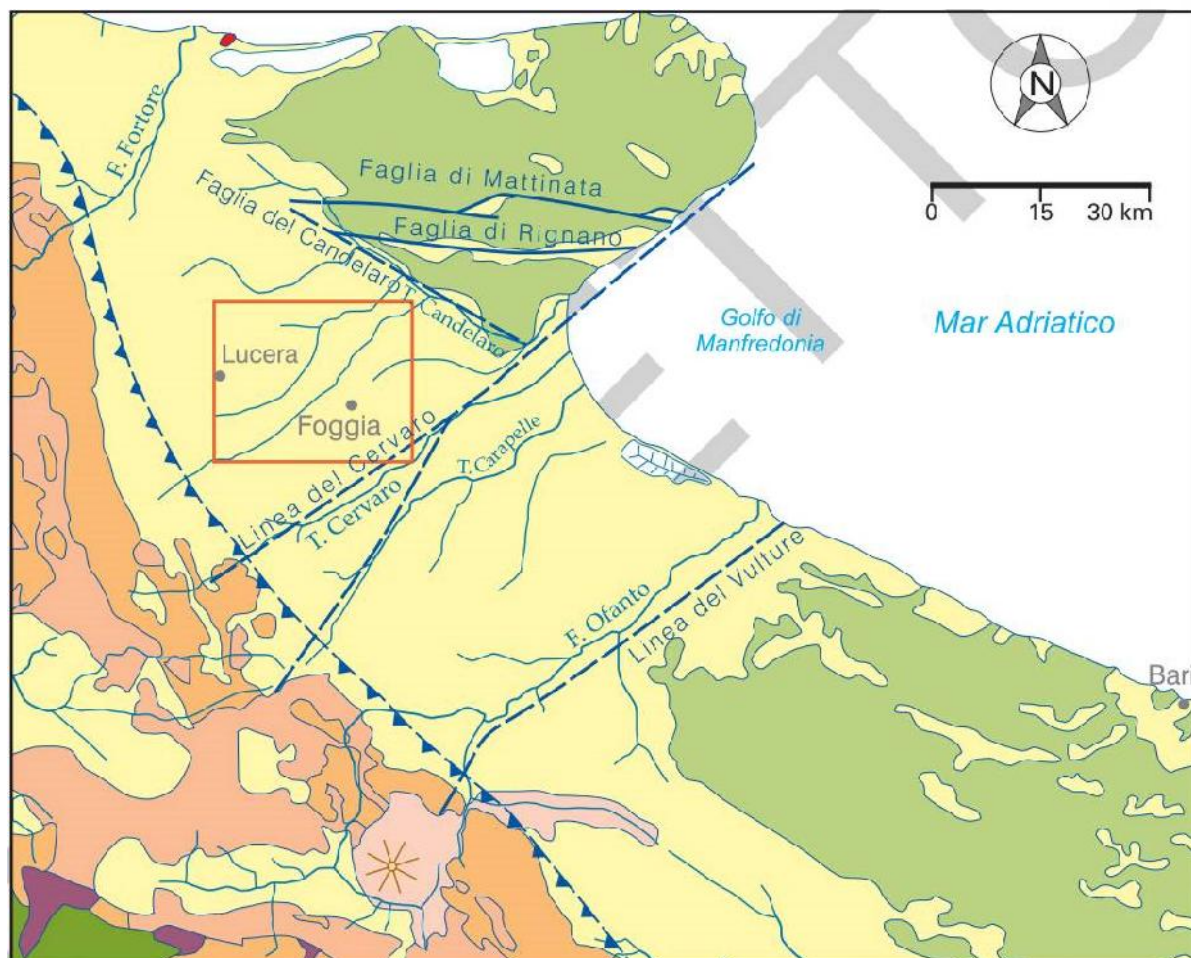 F. Fortore
N
Faglia di Mattinata
Faglia del Candelaro
Faglia di Rignano
0 15 30 km
T. Candelaro
Golfo di
Manfredonia
Mar Adriatico
Lucera
Foggia
Linea del Cervaro
T. Cervaro
T. Carapelle
F. Ofanto
Linea del Vulture
Bari